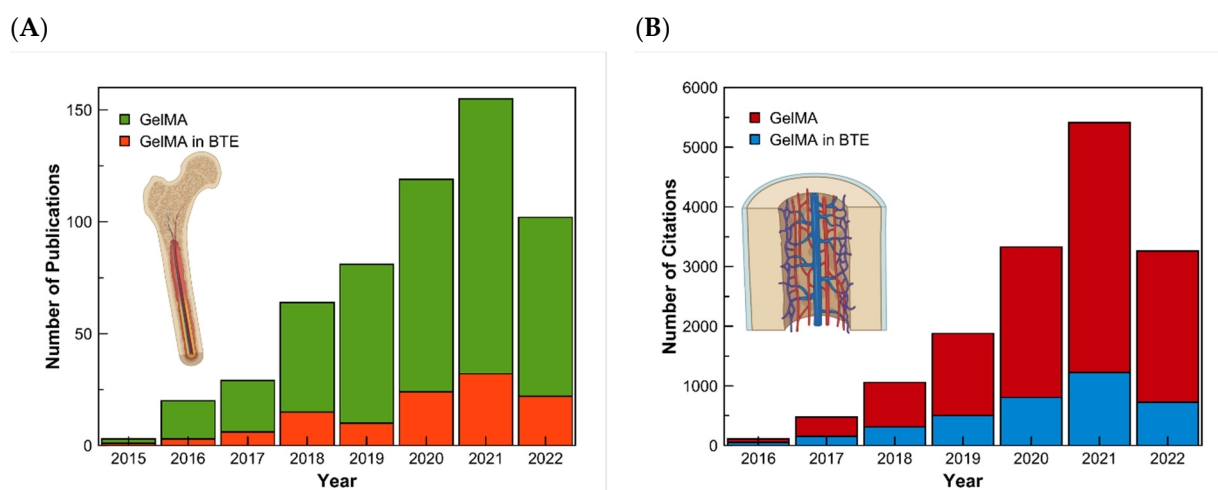 (A)
GelMA
GelMA in BTE
Number of Publications
150
100
50
0
2015 2016 2017 2018 2019 2020 2021 2022
Year
(B)
GelMA
GelMA in BTE
Number of Citations
6000
5000
4000
3000
2000
1000
0
2016 2017 2018 2019 2020 2021 2022
Year